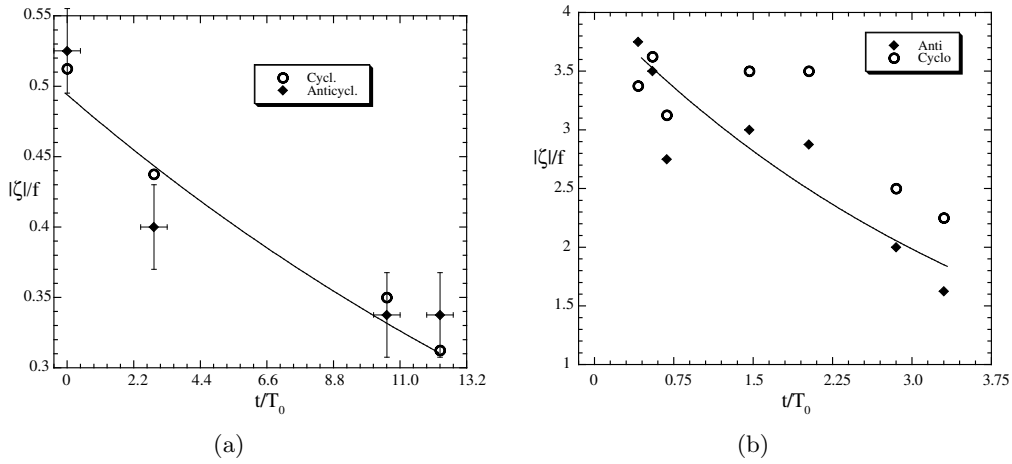 0.55
0.5
0.45
0.4
0.35
0.3
|ζ|/f
Cycl.
Anticycl.
0 2.2 4.4 6.6 8.8 11.0 13.2
t/T0
(a)
4
3.5
3
2.5
2
1.5
1
|ζ|/f
Anti
Cyclo
0 0.75 1.5 2.25 3.0 3.75
t/T0
(b)